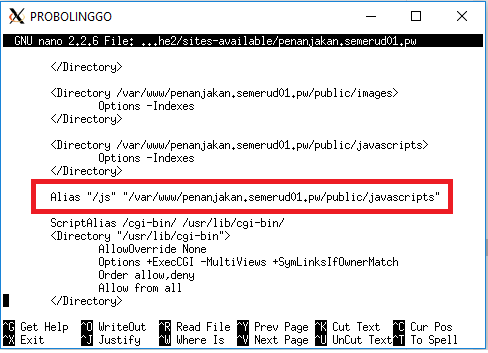 PROBOLINGGO
GNU nano 2.2.6 File: ...he2/sites-available/penanjakan.semerud01.pw
</Directory>
<Directory /var/www/penanjakan.semerud01.pw/public/images>
Options -Indexes
</Directory>
<Directory /var/www/penanjakan.semerud01.pw/public/javascripts>
Options -Indexes
</Directory>
Alias "/js" "/var/www/penanjakan.semerud01.pw/public/javascripts"
ScriptAlias /cgi-bin/ /usr/lib/cgi-bin/
<Directory "/usr/lib/cgi-bin">
AllowOverride None
Options +ExecCGI -MultiViews +SymLinksIfOwnerMatch
Order allow,deny
Allow from all
</Directory>
^G Get Help ^O WriteOut ^R Read File ^Y Prev Page ^K Cut Text ^C Cur Pos
^X Exit ^J Justify ^W Where Is ^V Next Page ^U UnCut Text ^T To Spell